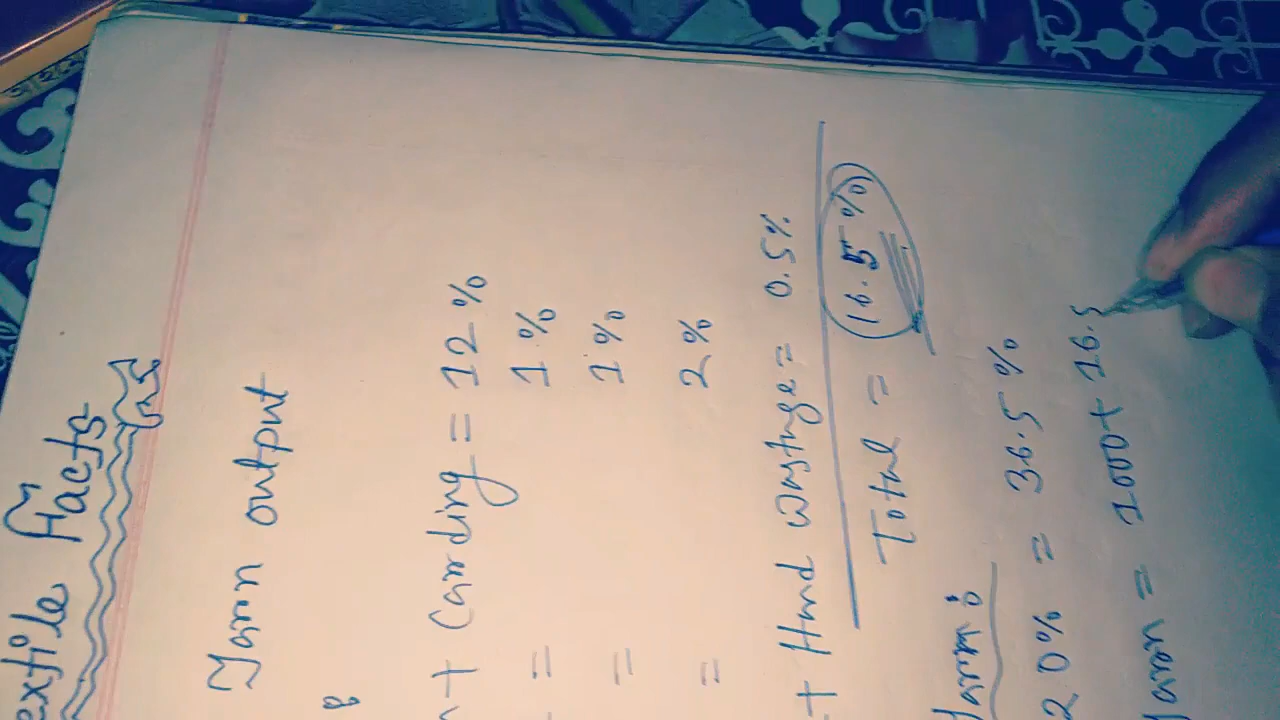 extile Facts
Yarn output
+ Carding = 12%
= 1%
= 1%
= 2%
+ Hand wastage = 0.5%
Total = (16.5%)
20% = 36.5%
= 1000+ 16.5